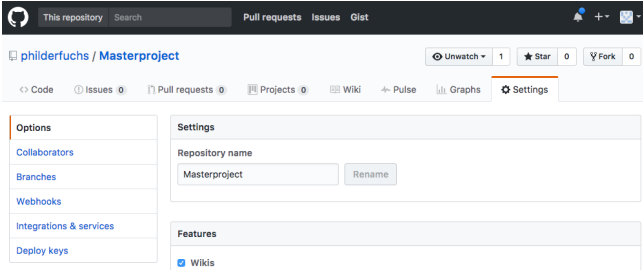 This repository Search Pull requests Issues Gist
philderfuchs / Masterproject Unwatch 1 Star 0 Fork 0
Code Issues 0 Pull requests 0 Projects 0 Wiki Pulse Graphs Settings
Options
Collaborators
Branches
Webhooks
Integrations & services
Deploy keys
Settings
Repository name
Masterproject Rename
Features
Wikis